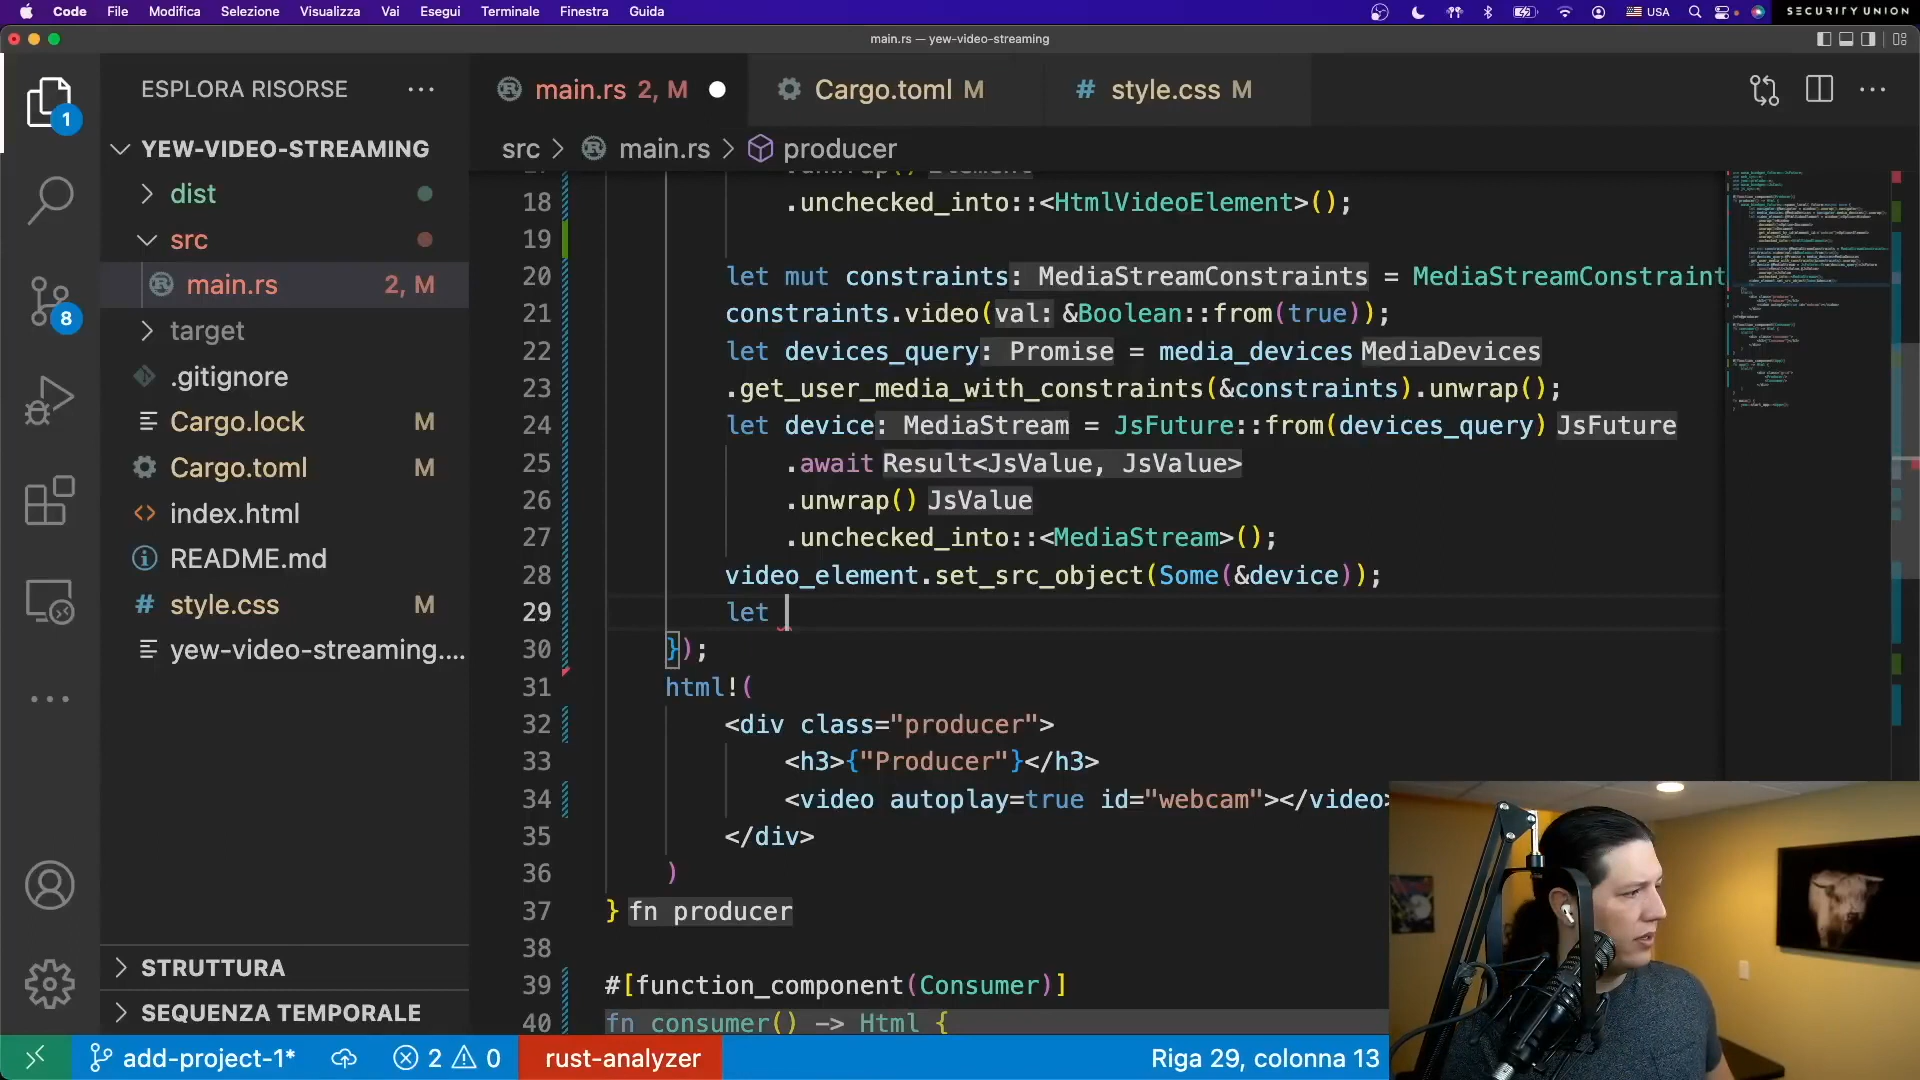 Code File Modifica Selezione Visualizza Vai Esegui Terminale Finestra Guida USA SECURITY UNION
main.rs — yew-video-streaming
ESPLORA RISORSE
1
YEW-VIDEO-STREAMING
dist
src
main.rs 2, M
target
.gitignore
8
Cargo.lock M
Cargo.toml M
index.html
README.md
style.css M
yew-video-streaming....
STRUTTURA
SEQUENZA TEMPORALE
main.rs 2, M
Cargo.toml M
# style.css M
src > main.rs > producer
18 .unchecked_into::<HtmlVideoElement>();
19
20 let mut constraints: MediaStreamConstraints = MediaStreamConstraint
21 constraints.video(val: &Boolean::from(true));
22 let devices_query: Promise = media_devices MediaDevices
23 .get_user_media_with_constraints(&constraints).unwrap();
24 let device: MediaStream = JsFuture::from(devices_query) JsFuture
25 .await Result<JsValue, JsValue>
26 .unwrap() JsValue
27 .unchecked_into::<MediaStream>();
28 video_element.set_src_object(Some(&device));
29 let
30 });
31 html!(
32 <div class="producer">
33 <h3>{"Producer"}</h3>
34 <video autoplay=true id="webcam"></video>
35 </div>
36 )
37 } fn producer
38
39 #[function_component(Consumer)]
40 fn consumer() -> Html {
add-project-1* 2 0 rust-analyzer Riga 29, colonna 13